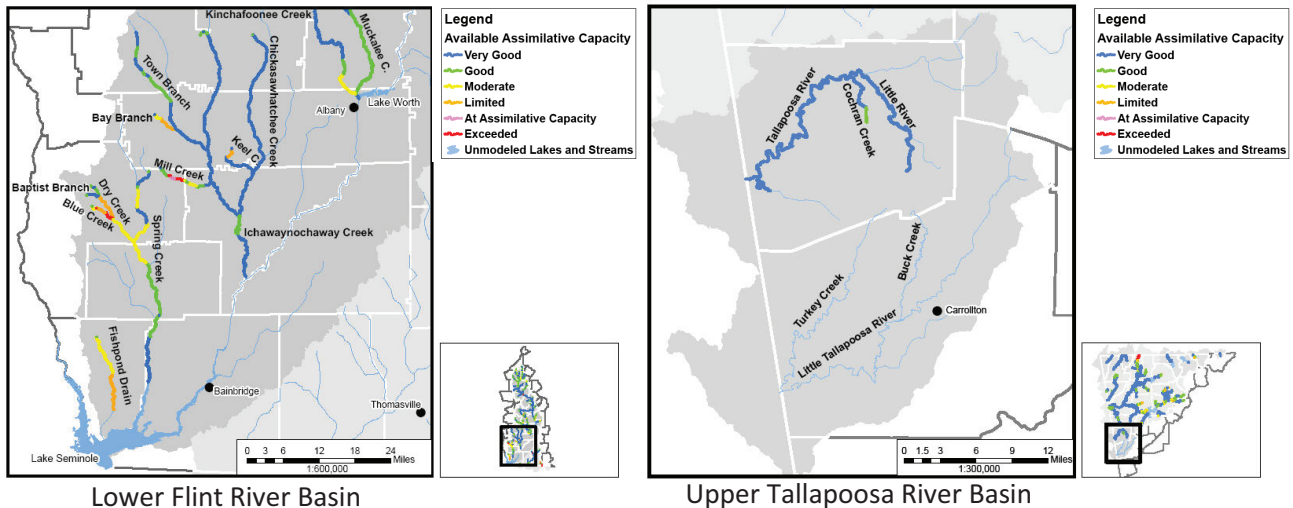 Kinchafoonee Creek
Muckalee C.
Chickasawhatchee Creek
Town Branch
Albany
Lake Worth
Bay Branch
Keel C.
Mill Creek
Baptist Branch
Dry Creek
Blue Creek
Spring Creek
Ichawaynochaway Creek
Fishpond Drain
Bainbridge
Thomasville
Lake Seminole
0 3 6 12 18 24
Miles
1:600,000
Legend
Available Assimilative Capacity
Very Good
Good
Moderate
Limited
At Assimilative Capacity
Exceeded
Unmodeled Lakes and Streams
Lower Flint River Basin
Tallapoosa River
Little River
Cochran Creek
Buck Creek
Turkey Creek
Carrollton
Little Tallapoosa River
0 1.5 3 6 9 12
Miles
1:300,000
Legend
Available Assimilative Capacity
Very Good
Good
Moderate
Limited
At Assimilative Capacity
Exceeded
Unmodeled Lakes and Streams
Upper Tallapoosa River Basin